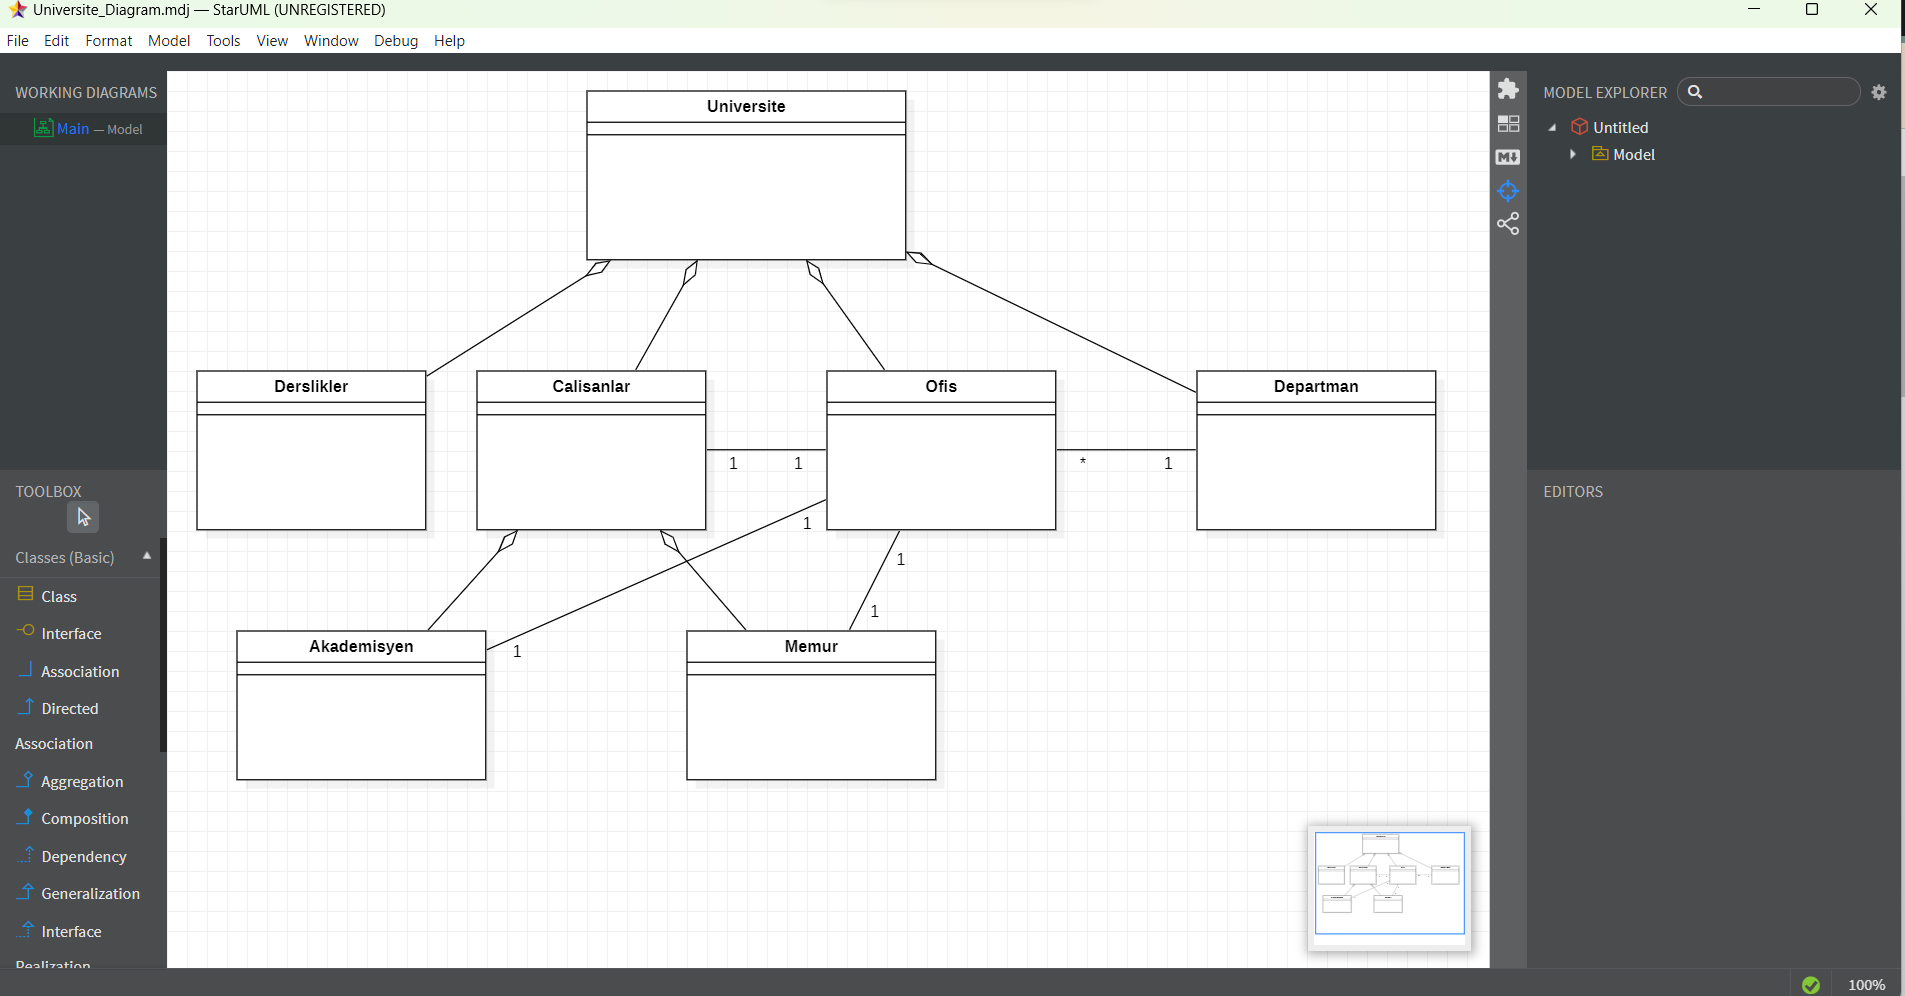 Universite_Diagram.mdj — StarUML (UNREGISTERED)
File Edit Format Model Tools View Window Debug Help
WORKING DIAGRAMS
Main — Model
TOOLBOX
Classes (Basic)
Class
Interface
Association
Directed
Association
Aggregation
Composition
Dependency
Generalization
Interface
Realization
Universite
Derslikler
Calisanlar
Ofis
Departman
1 1
* 1
1
1
1
1
Akademisyen
Memur
M
MODEL EXPLORER
Untitled
Model
EDITORS
100%